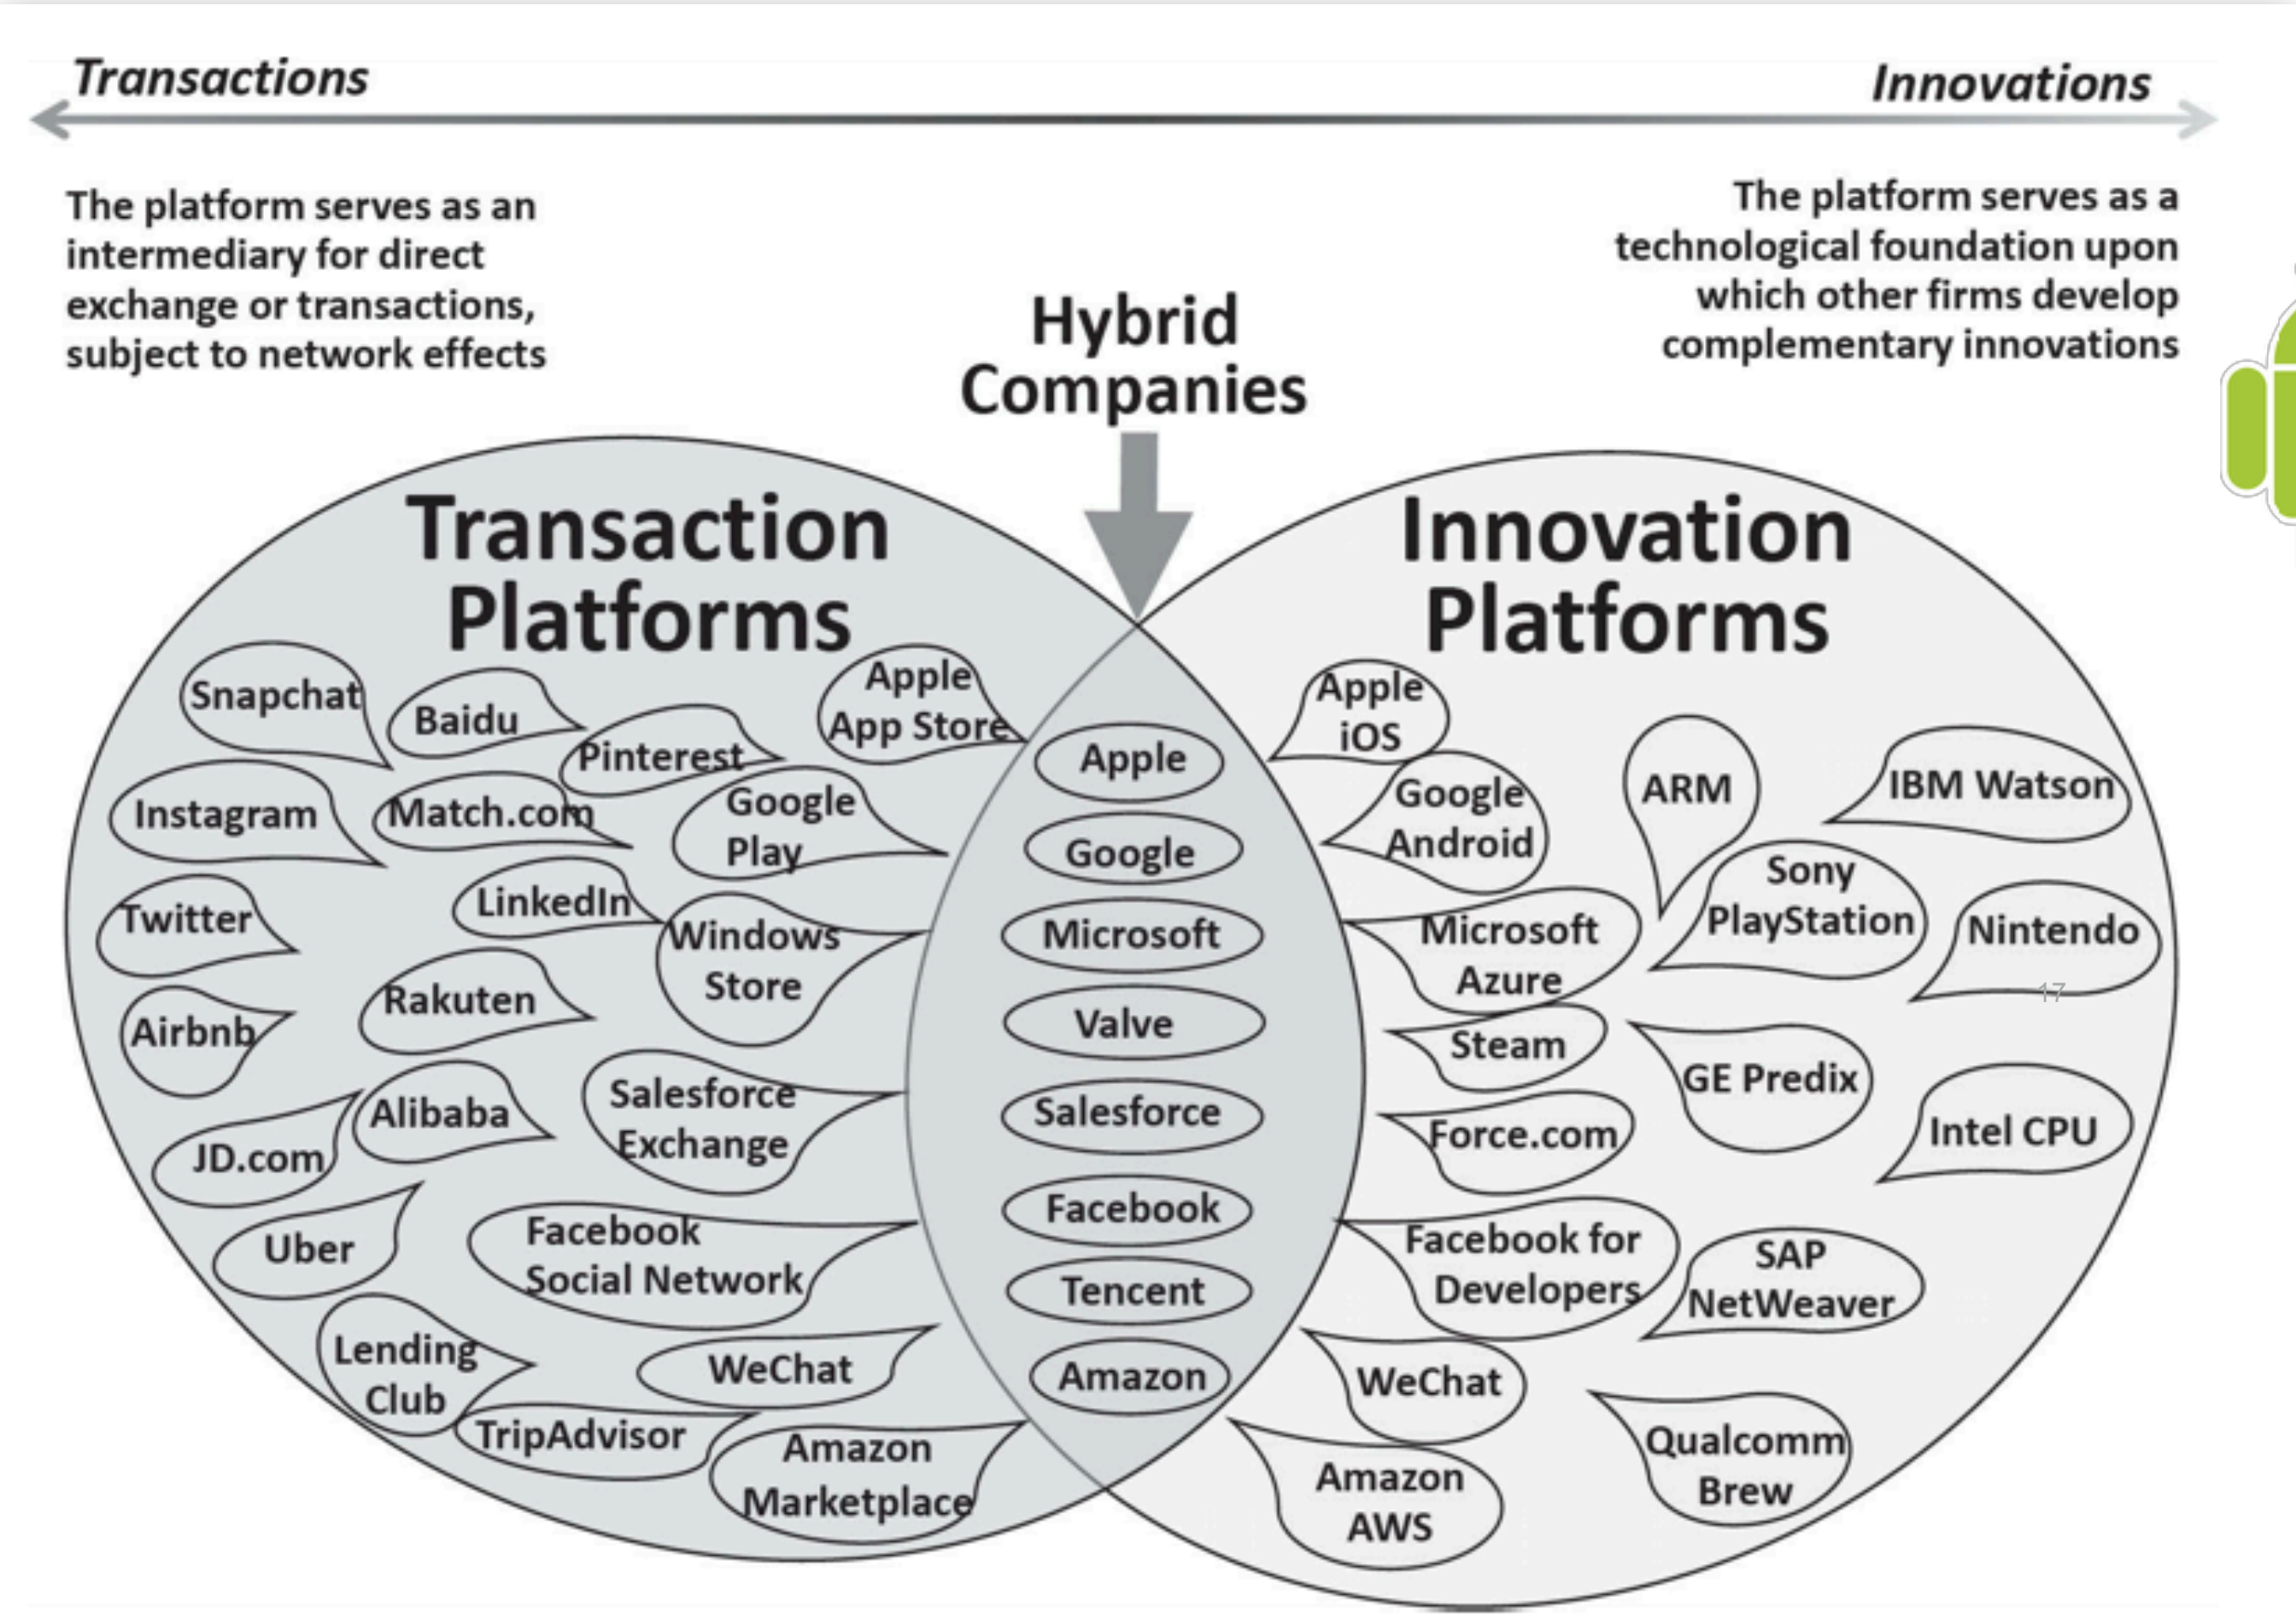 Transactions
Innovations
The platform serves as an
intermediary for direct
exchange or transactions,
subject to network effects
The platform serves as a
technological foundation upon
which other firms develop
complementary innovations
Hybrid
Companies
Transaction
Platforms
Snapchat
Baidu
Pinterest
Apple
App Store
Instagram
Match.com
Google
Play
Twitter
LinkedIn
Windows
Store
Rakuten
Airbnb
Alibaba
Salesforce
Exchange
JD.com
Uber
Facebook
Social Network
Lending
Club
WeChat
TripAdvisor
Amazon
Marketplace
Apple
Google
Microsoft
Valve
Salesforce
Facebook
Tencent
Amazon
Innovation
Platforms
Apple
iOS
Google
Android
ARM
IBM Watson
Sony
PlayStation
Microsoft
Azure
Nintendo
17
Steam
GE Predix
Force.com
Intel CPU
Facebook for
Developers
SAP
NetWeaver
WeChat
Qualcomm
Brew
Amazon
AWS